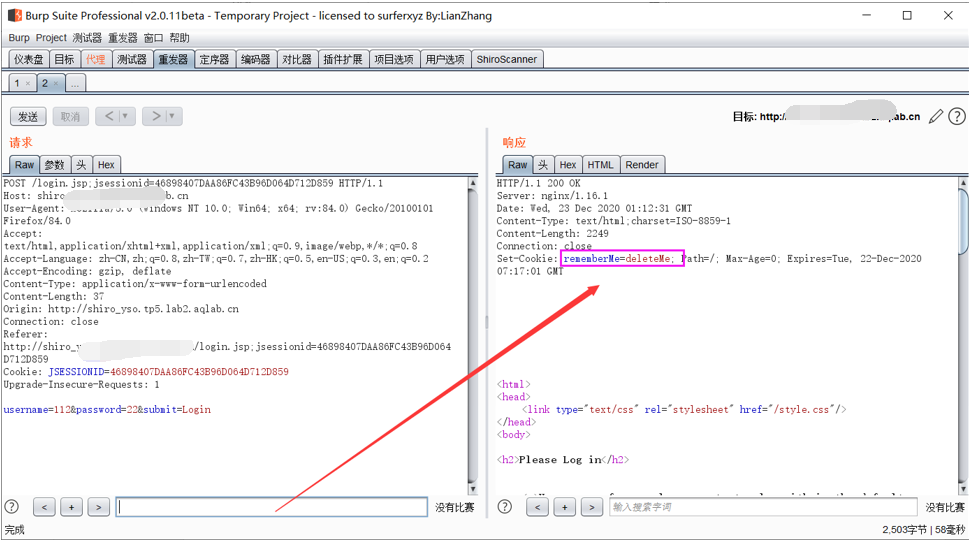 Burp Suite Professional v2.0.11beta - Temporary Project - licensed to surferxyz By:LianZhang
Burp Project 测试器 重发器 窗口 帮助
仪表盘 目标 代理 测试器 重发器 定序器 编码器 对比器 插件扩展 项目选项 用户选项 ShiroScanner
1 × 2 × ...
发送 取消 < > 目标: http:/ ab.cn
请求
Raw 参数 头 Hex
POST /login.jsp;jsessionid=46898407DAA86FC43B96D064D712D859 HTTP/1.1
Host: shiro b.cn
User-Agent: Mozilla/5.0 (Windows NT 10.0; Win64; x64; rv:84.0) Gecko/20100101
Firefox/84.0
Accept:
text/html,application/xhtml+xml,application/xml;q=0.9,image/webp,*/*;q=0.8
Accept-Language: zh-CN,zh;q=0.8,zh-TW;q=0.7,zh-HK;q=0.5,en-US;q=0.3,en;q=0.2
Accept-Encoding: gzip, deflate
Content-Type: application/x-www-form-urlencoded
Content-Length: 37
Origin: http://shiro_yso.tp5.lab2.aqlab.cn
Connection: close
Referer:
http://shiro_y /login.jsp;jsessionid=46898407DAA86FC43B96D064
D712D859
Cookie: JSESSIONID=46898407DAA86FC43B96D064D712D859
Upgrade-Insecure-Requests: 1
username=112&password=22&submit=Login
? < + > 没有比赛
响应
Raw 头 Hex HTML Render
HTTP/1.1 200 OK
Server: nginx/1.16.1
Date: Wed, 23 Dec 2020 01:12:31 GMT
Content-Type: text/html;charset=ISO-8859-1
Content-Length: 2249
Connection: close
Set-Cookie: rememberMe=deleteMe; Path=/; Max-Age=0; Expires=Tue, 22-Dec-2020
07:17:01 GMT
<html>
<head>
<link type="text/css" rel="stylesheet" href="/style.css"/>
</head>
<body>
<h2>Please Log in</h2>
? < + > 输入搜索字词 没有比赛
完成 2,503字节 | 58毫秒